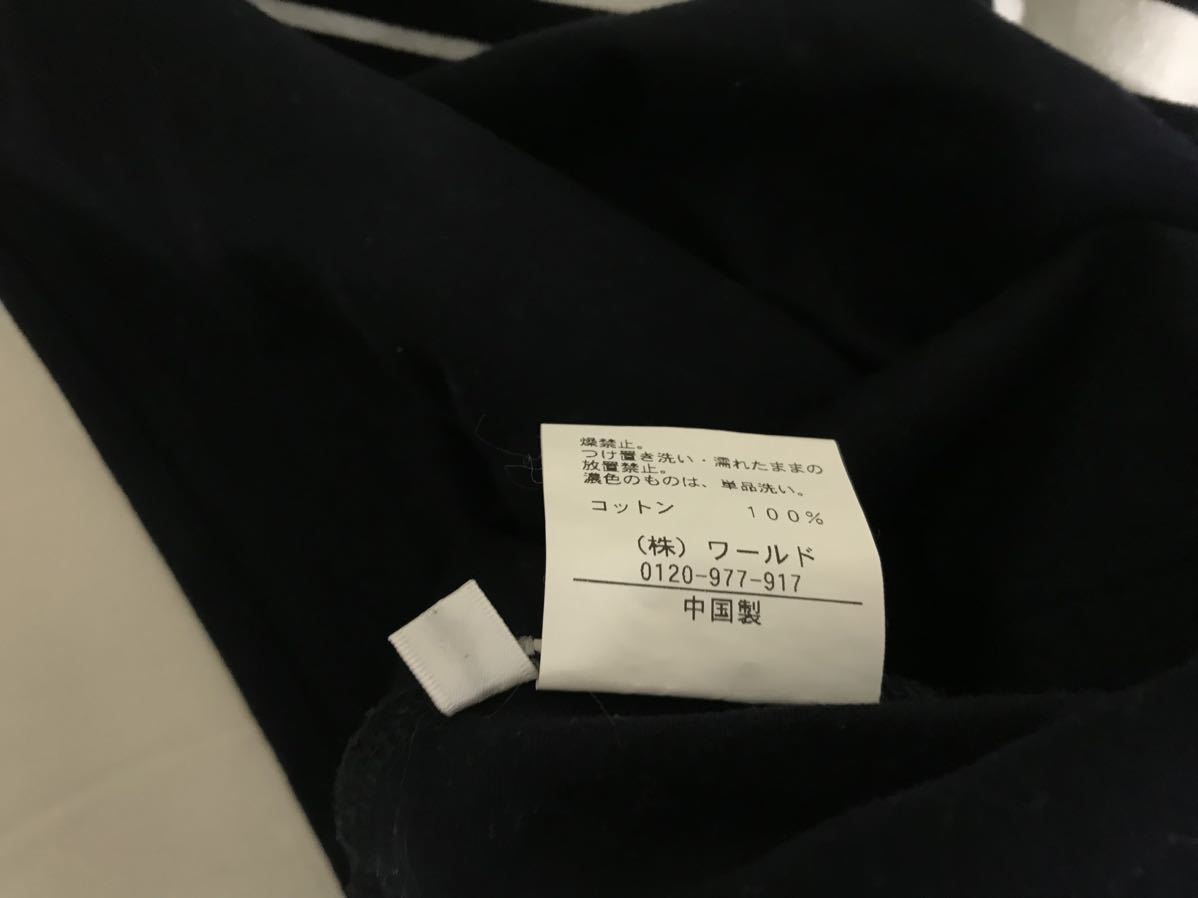 燥禁止。
つけ置き洗い・濡れたままの
放置禁止。
濃色のものは、単品洗い。
コットン　　　１００％
（株）ワールド
0120-977-917
中国製